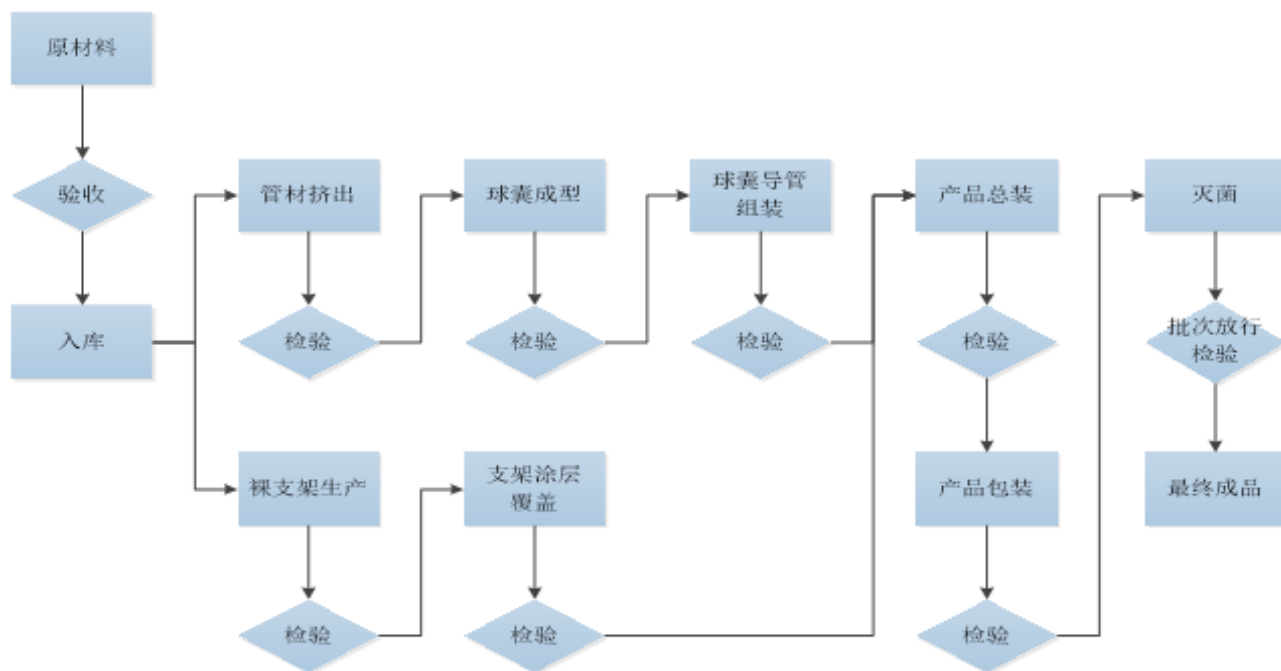 原材料
验收
入库
管材挤出
检验
球囊成型
检验
球囊导管
组装
检验
裸支架生产
检验
支架涂层
覆盖
检验
产品总装
检验
产品包装
检验
灭菌
批次放行
检验
最终成品